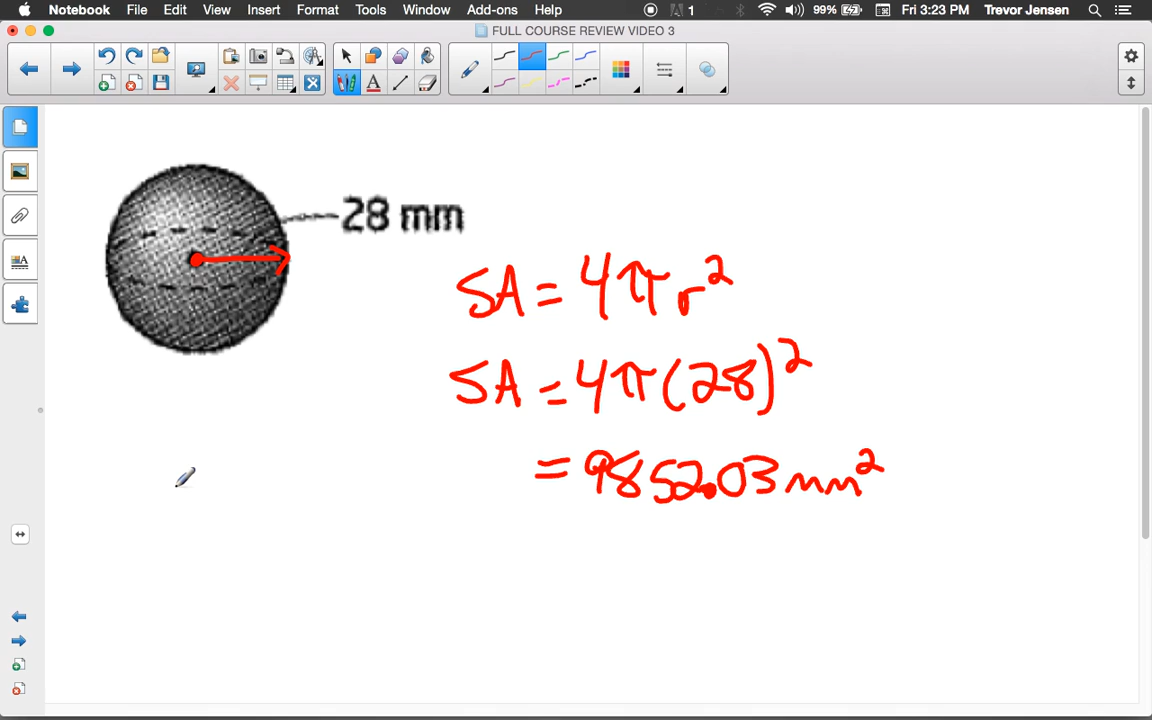 Notebook File Edit View Insert Format Tools Window Add-ons Help 1 99% Fri 3:23 PM Trevor Jensen
FULL COURSE REVIEW VIDEO 3
28 mm
SA = 4πr²
SA = 4π(28)²
= 9852.03 mm²